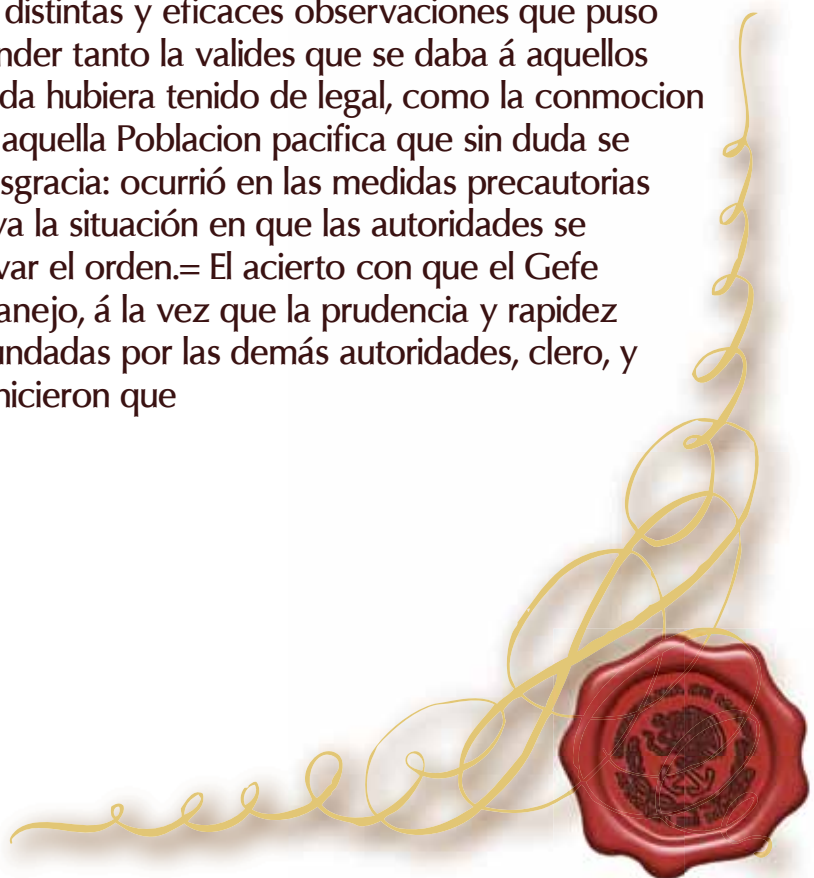 distintas y eficaces observaciones que puso
nder tanto la valides que se daba á aquellos
da hubiera tenido de legal, como la conmocion
aquella Poblacion pacifica que sin duda se
sgracia: ocurrió en las medidas precautorias
va la situación en que las autoridades se
var el orden.= El acierto con que el Gefe
anejo, á la vez que la prudencia y rapidez
undadas por las demás autoridades, clero, y
hicieron que